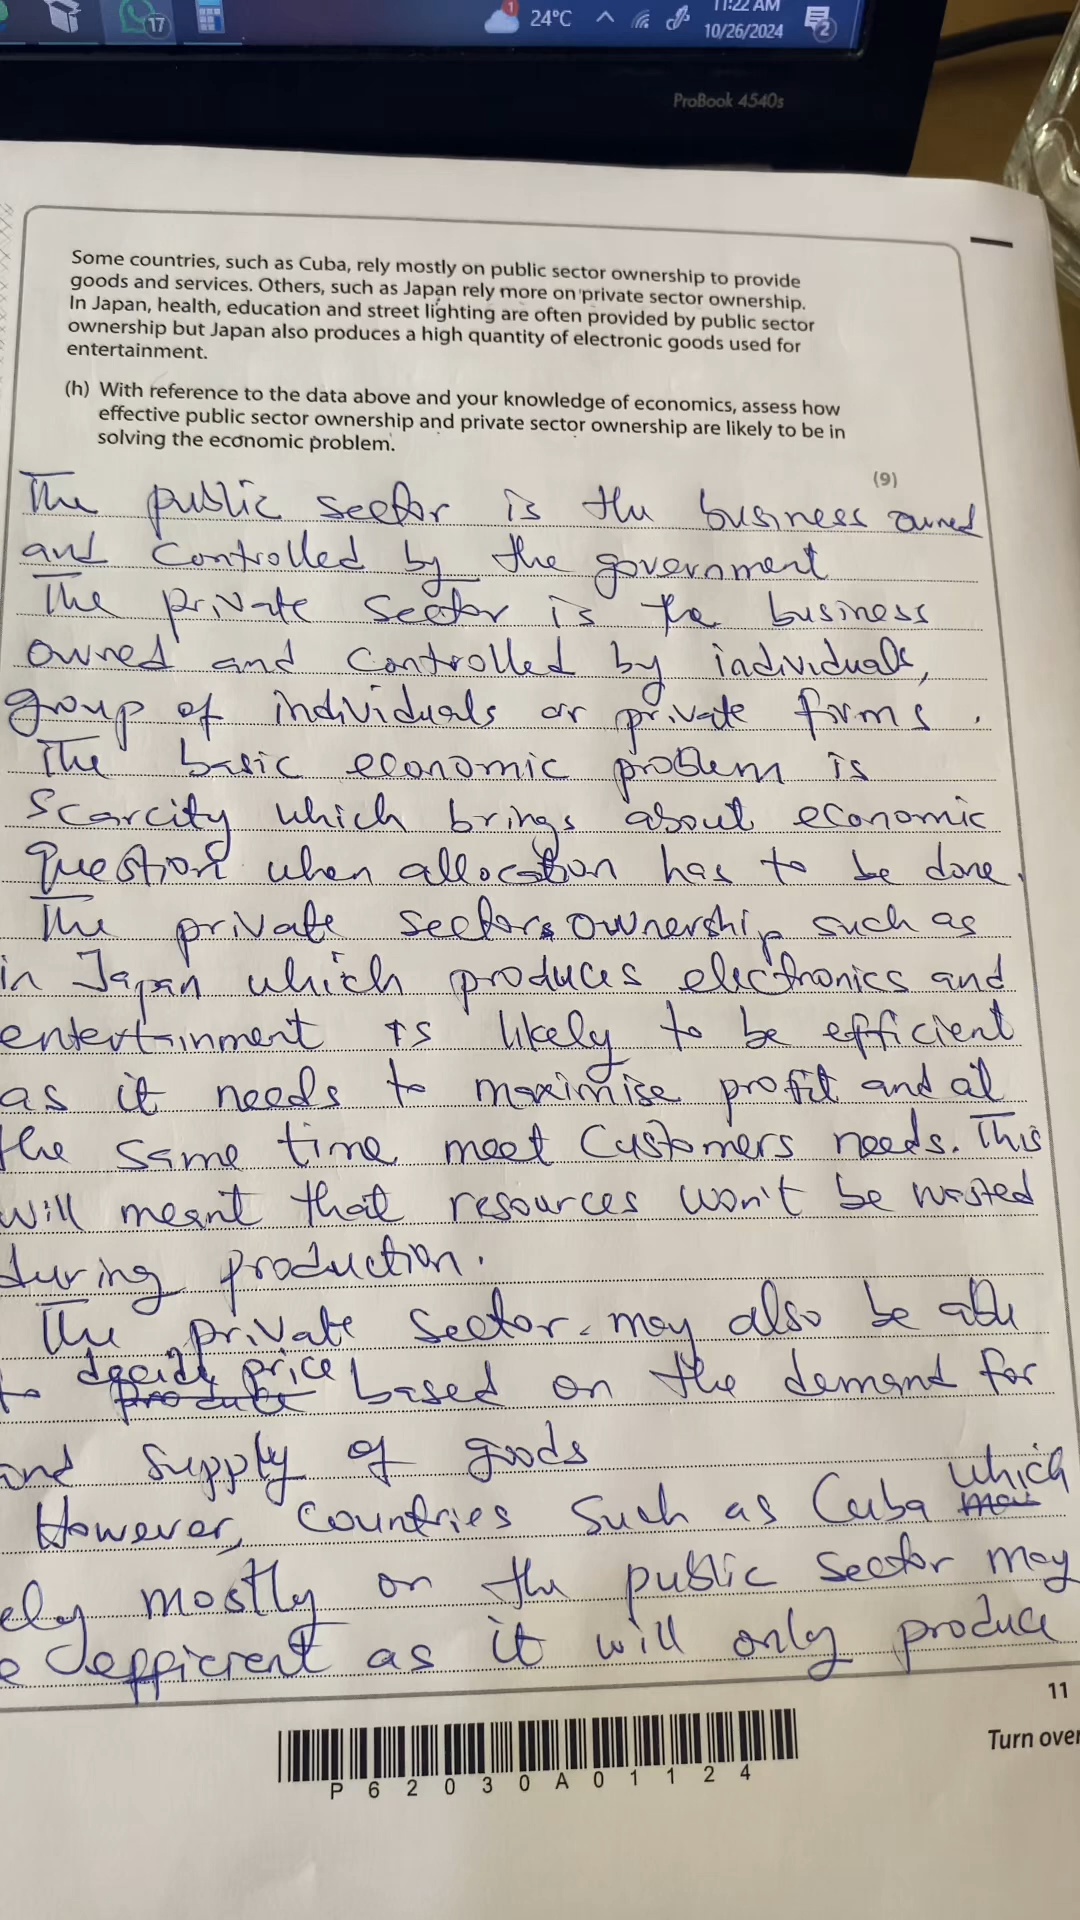 17
1
24°C
11:22 AM
10/26/2024
2
ProBook 4540s
Some countries, such as Cuba, rely mostly on public sector ownership to provide
goods and services. Others, such as Japan rely more on private sector ownership.
In Japan, health, education and street lighting are often provided by public sector
ownership but Japan also produces a high quantity of electronic goods used for
entertainment.
(h) With reference to the data above and your knowledge of economics, assess how
effective public sector ownership and private sector ownership are likely to be in
solving the economic problem.
(9)
The public sector is the business owned
and controlled by the government
The private sector is the business
owned and controlled by individuals,
group of individuals or private firms.
The basic economic problem is
scarcity which brings about economic
question when allocation has to be done.
The private sectors ownership such as
in Japan which produces electronics and
entertainment is likely to be efficient
as it needs to maximise profit and at
the same time meet customers needs. This
will meant that resources won't be wasted
during production.
The private sector may also be able
to decide price based on the demand for
and supply of goods
However, countries such as Cuba which
ely mostly on the public sector may
e defficient as it will only produce
11
Turn over
P 6 2 0 3 0 A 0 1 1 2 4